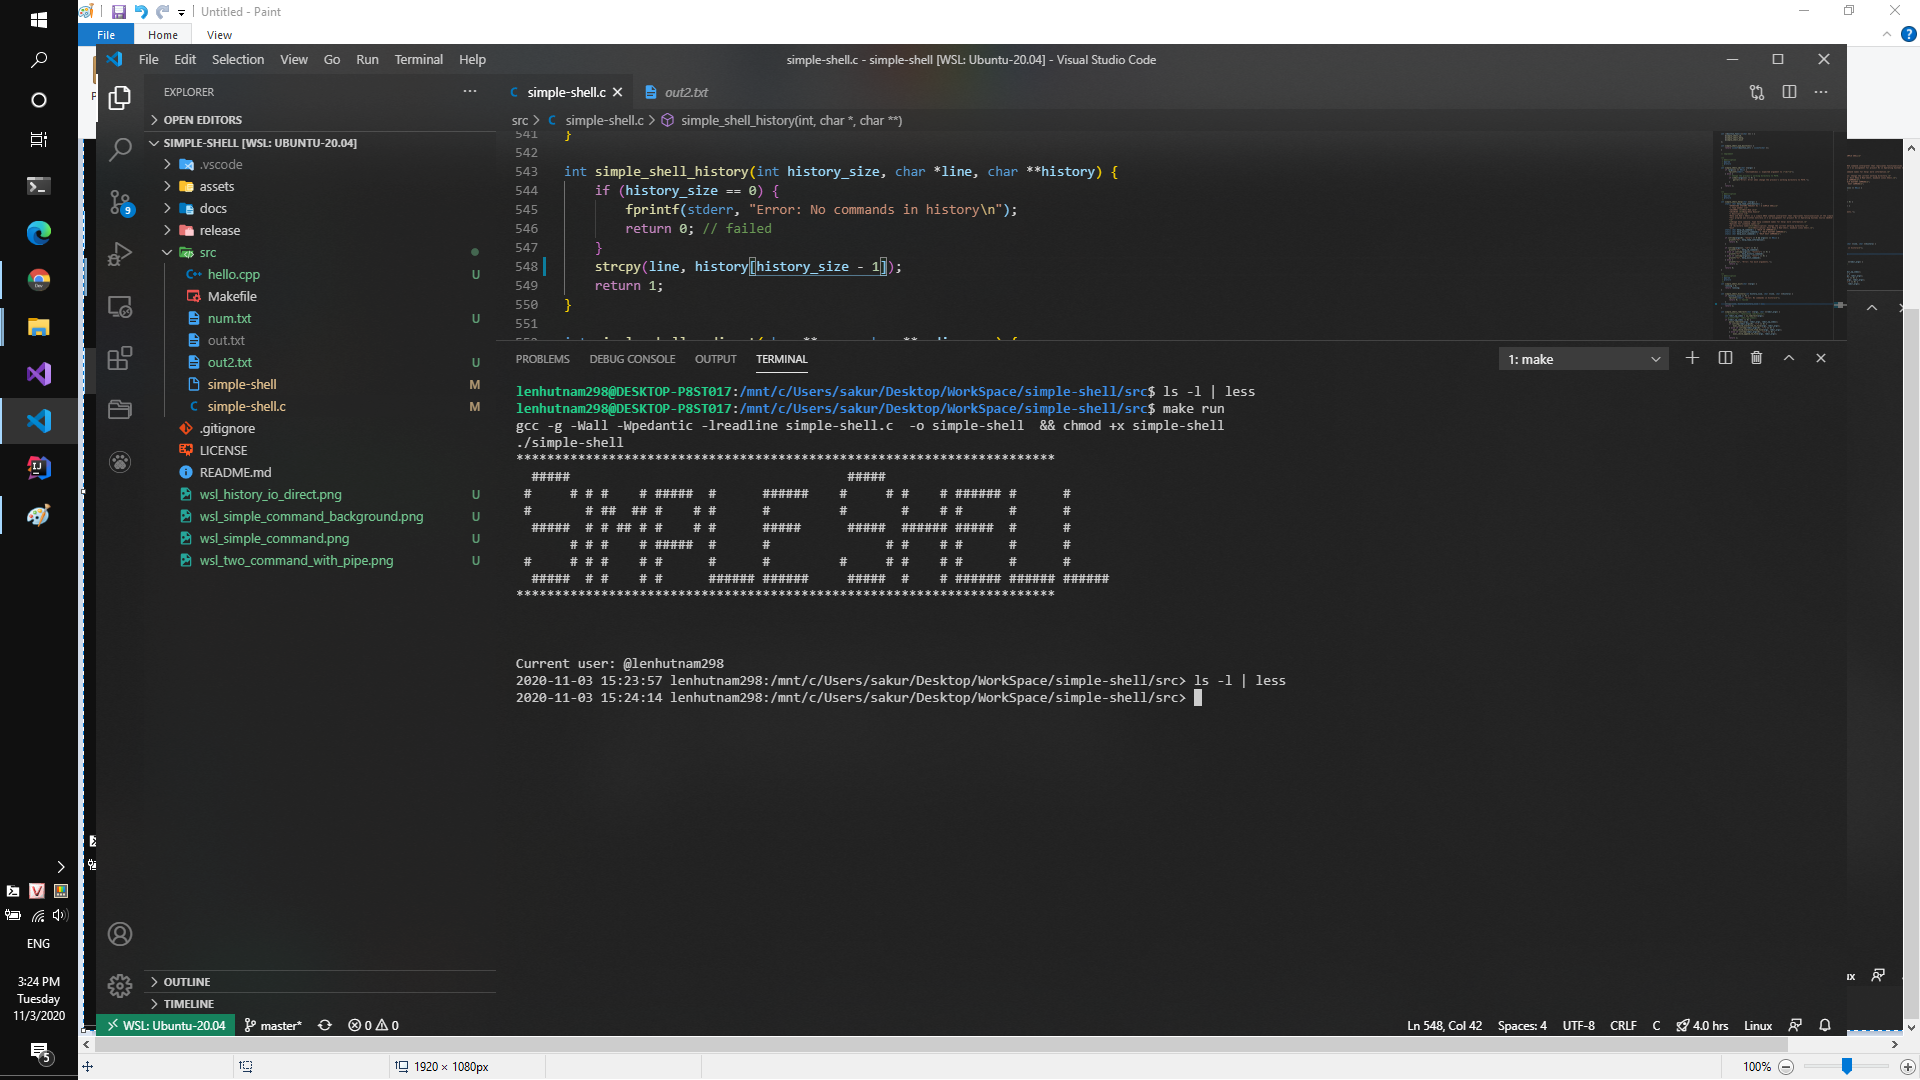 Untitled - Paint
File Home View
File Edit Selection View Go Run Terminal Help
simple-shell.c - simple-shell [WSL: Ubuntu-20.04] - Visual Studio Code
EXPLORER
OPEN EDITORS
SIMPLE-SHELL [WSL: UBUNTU-20.04]
.vscode
assets
docs
release
src
hello.cpp U
Makefile
num.txt U
out.txt
out2.txt U
simple-shell M
simple-shell.c M
.gitignore
LICENSE
README.md
wsl_history_io_direct.png U
wsl_simple_command_background.png U
wsl_simple_command.png U
wsl_two_command_with_pipe.png U
OUTLINE
TIMELINE
9
simple-shell.c out2.txt
src > C simple-shell.c > simple_shell_history(int, char *, char **)
541 }
542
543 int simple_shell_history(int history_size, char *line, char **history) {
544 if (history_size == 0) {
545 fprintf(stderr, "Error: No commands in history\n");
546 return 0; // failed
547 }
548 strcpy(line, history[history_size - 1]);
549 return 1;
550 }
551
PROBLEMS DEBUG CONSOLE OUTPUT TERMINAL
1: make
lenhutnam298@DESKTOP-P8ST017:/mnt/c/Users/sakur/Desktop/WorkSpace/simple-shell/src$ ls -l | less
lenhutnam298@DESKTOP-P8ST017:/mnt/c/Users/sakur/Desktop/WorkSpace/simple-shell/src$ make run
gcc -g -Wall -Wpedantic -lreadline simple-shell.c -o simple-shell && chmod +x simple-shell
./simple-shell
SIMPLE SHELL
Current user: @lenhutnam298
2020-11-03 15:23:57 lenhutnam298:/mnt/c/Users/sakur/Desktop/WorkSpace/simple-shell/src> ls -l | less
2020-11-03 15:24:14 lenhutnam298:/mnt/c/Users/sakur/Desktop/WorkSpace/simple-shell/src>
WSL: Ubuntu-20.04 master* 0 0
Ln 548, Col 42 Spaces: 4 UTF-8 CRLF C 4.0 hrs Linux
ENG
3:24 PM
Tuesday
11/3/2020
5
1920 × 1080px
100%